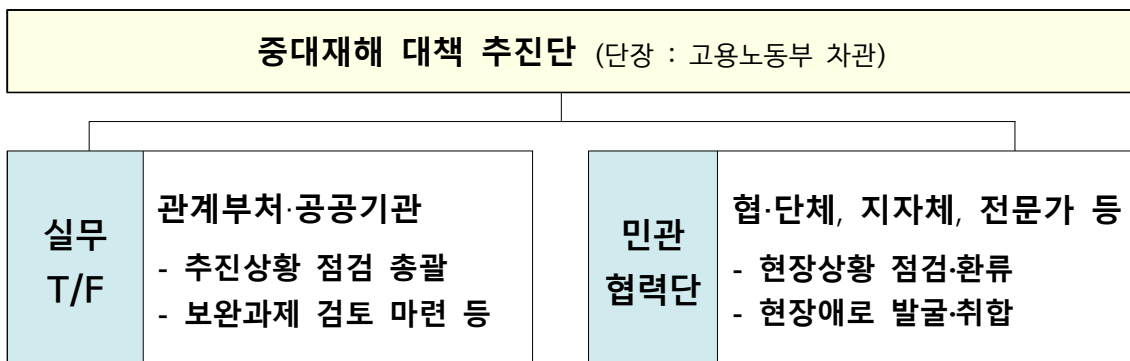 중대재해 대책 추진단 (단장 : 고용노동부 차관)
실무
T/F
관계부처·공공기관
- 추진상황 점검 총괄
- 보완과제 검토 마련 등
민관
협력단
협·단체, 지자체, 전문가 등
- 현장상황 점검·환류
- 현장애로 발굴·취합